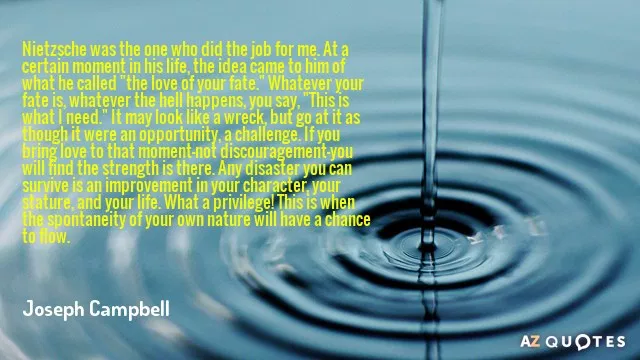 Nietzsche was the one who did the job for me. At a
certain moment in his life, the idea came to him of
what he called "the love of your fate." Whatever your
fate is, whatever the hell happens, you say, "This is
what I need." It may look like a wreck, but go at it as
though it were an opportunity, a challenge. If you
bring love to that moment-not discouragement-you
will find the strength is there. Any disaster you can
survive is an improvement in your character, your
stature, and your life. What a privilege! This is when
the spontaneity of your own nature will have a chance
to flow.
Joseph Campbell
AZ QUOTES